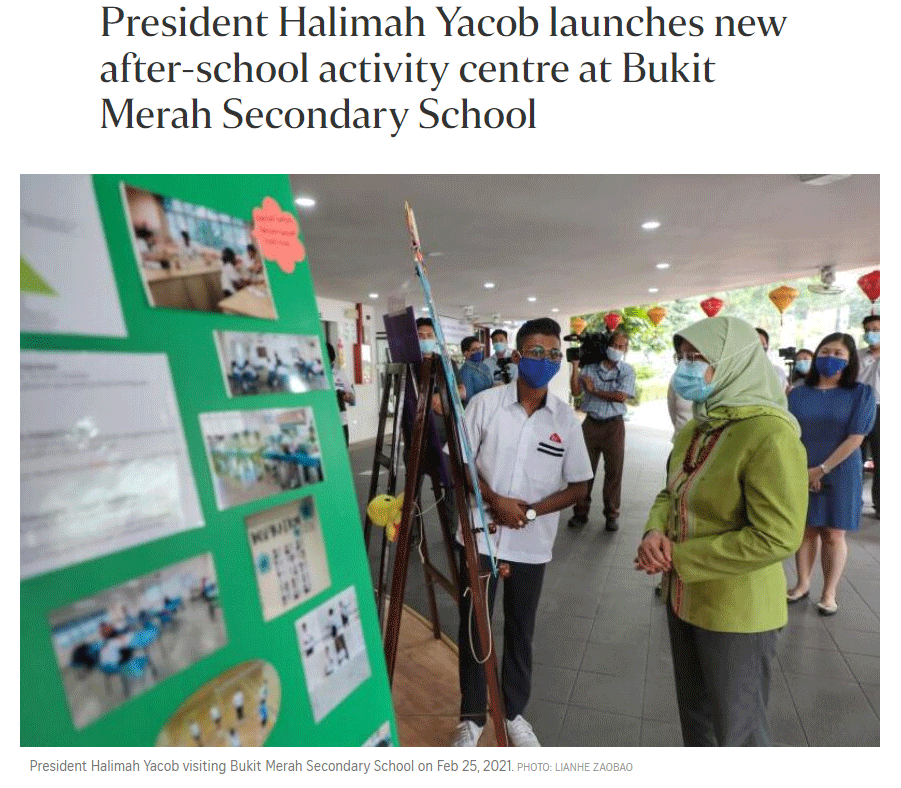 President Halimah Yacob launches new
after-school activity centre at Bukit
Merah Secondary School
President Halimah Yacob visiting Bukit Merah Secondary School on Feb 25, 2021. PHOTO: LIANHE ZAOBAO